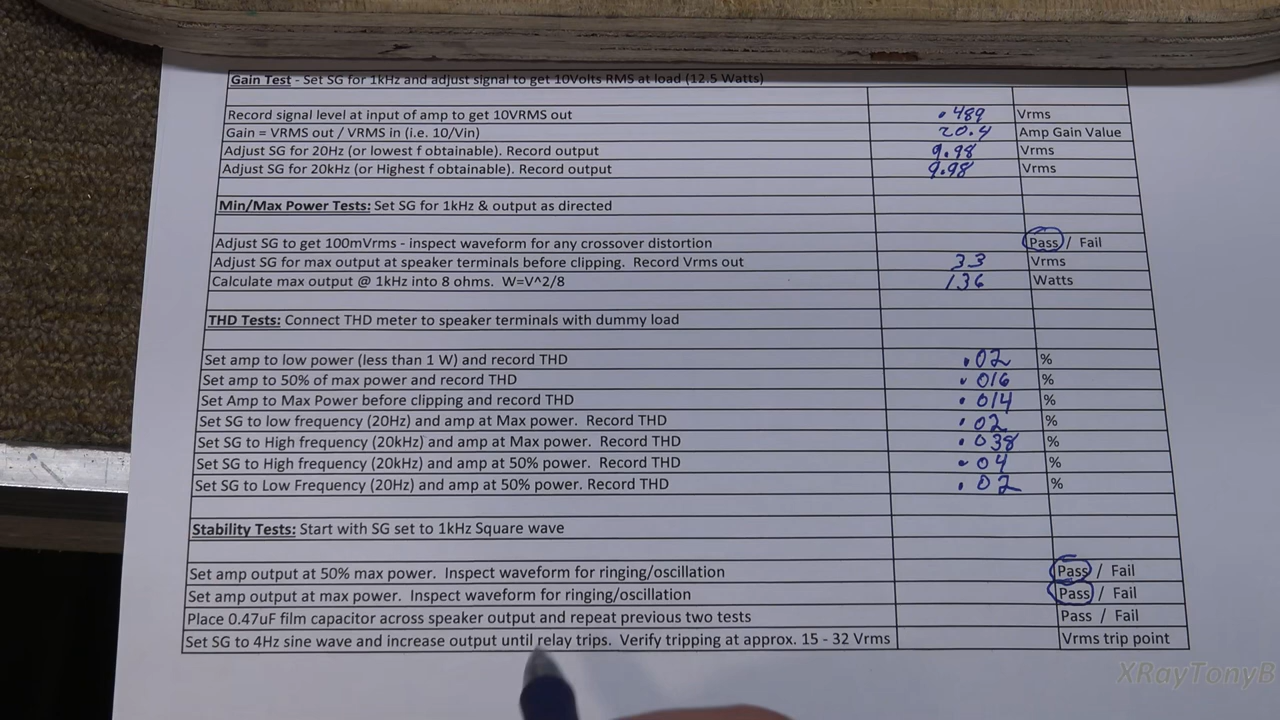 Gain Test - Set SG for 1kHz and adjust signal to get 10Volts RMS at load (12.5 Watts)
Record signal level at input of amp to get 10VRMS out .489 Vrms
Gain = VRMS out / VRMS in (i.e. 10/Vin) 20.4 Amp Gain Value
Adjust SG for 20Hz (or lowest f obtainable). Record output 9.98 Vrms
Adjust SG for 20kHz (or Highest f obtainable). Record output 9.98 Vrms
Min/Max Power Tests: Set SG for 1kHz & output as directed
Adjust SG to get 100mVrms - inspect waveform for any crossover distortion Pass / Fail
Adjust SG for max output at speaker terminals before clipping. Record Vrms out 33 Vrms
Calculate max output @ 1kHz into 8 ohms. W=V^2/8 136 Watts
THD Tests: Connect THD meter to speaker terminals with dummy load
Set amp to low power (less than 1 W) and record THD .02 %
Set amp to 50% of max power and record THD .016 %
Set Amp to Max Power before clipping and record THD .014 %
Set SG to low frequency (20Hz) and amp at Max power. Record THD .02 %
Set SG to High frequency (20kHz) and amp at Max power. Record THD .038 %
Set SG to High frequency (20kHz) and amp at 50% power. Record THD .04 %
Set SG to Low Frequency (20Hz) and amp at 50% power. Record THD .02 %
Stability Tests: Start with SG set to 1kHz Square wave
Set amp output at 50% max power. Inspect waveform for ringing/oscillation Pass / Fail
Set amp output at max power. Inspect waveform for ringing/oscillation Pass / Fail
Place 0.47uF film capacitor across speaker output and repeat previous two tests Pass / Fail
Set SG to 4Hz sine wave and increase output until relay trips. Verify tripping at approx. 15 - 32 Vrms Vrms trip point
XRayTonyB